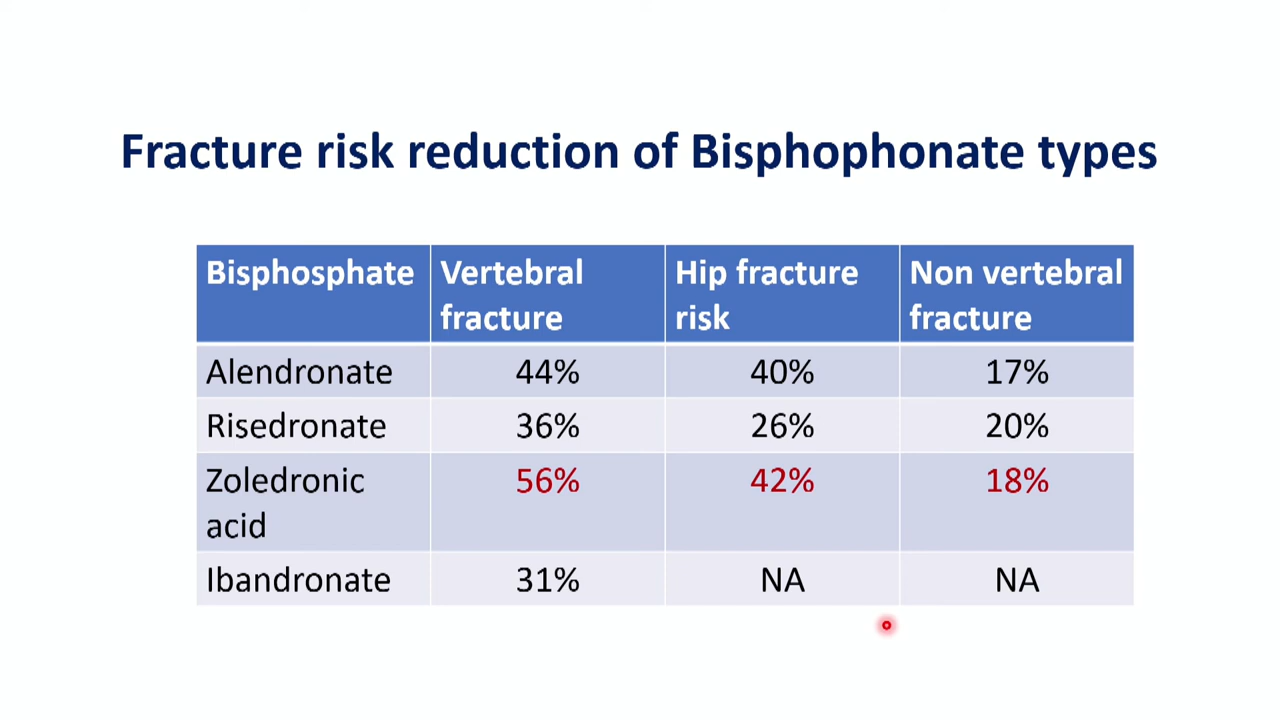 Fracture risk reduction of Bisphophonate types
Bisphosphate Vertebral fracture Hip fracture risk Non vertebral fracture
Alendronate 44% 40% 17%
Risedronate 36% 26% 20%
Zoledronic acid 56% 42% 18%
Ibandronate 31% NA NA